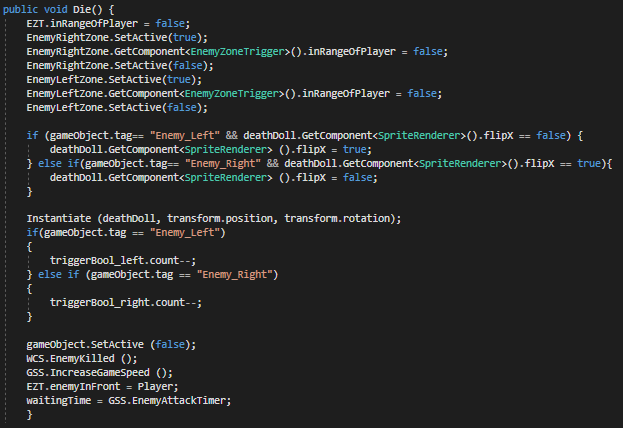 public void Die() {
EZT.inRangeOfPlayer = false;
EnemyRightZone.SetActive(true);
EnemyRightZone.GetComponent<EnemyZoneTrigger>().inRangeOfPlayer = false;
EnemyRightZone.SetActive(false);
EnemyLeftZone.SetActive(true);
EnemyLeftZone.GetComponent<EnemyZoneTrigger>().inRangeOfPlayer = false;
EnemyLeftZone.SetActive(false);
if (gameObject.tag== "Enemy_Left" && deathDoll.GetComponent<SpriteRenderer>().flipX == false) {
deathDoll.GetComponent<SpriteRenderer> ().flipX = true;
} else if(gameObject.tag== "Enemy_Right" && deathDoll.GetComponent<SpriteRenderer>().flipX == true){
deathDoll.GetComponent<SpriteRenderer> ().flipX = false;
}
Instantiate (deathDoll, transform.position, transform.rotation);
if(gameObject.tag == "Enemy_Left")
{
triggerBool_left.count--;
} else if (gameObject.tag == "Enemy_Right")
{
triggerBool_right.count--;
}
gameObject.SetActive (false);
WCS.EnemyKilled ();
GSS.IncreaseGameSpeed ();
EZT.enemyInFront = Player;
waitingTime = GSS.EnemyAttackTimer;
}